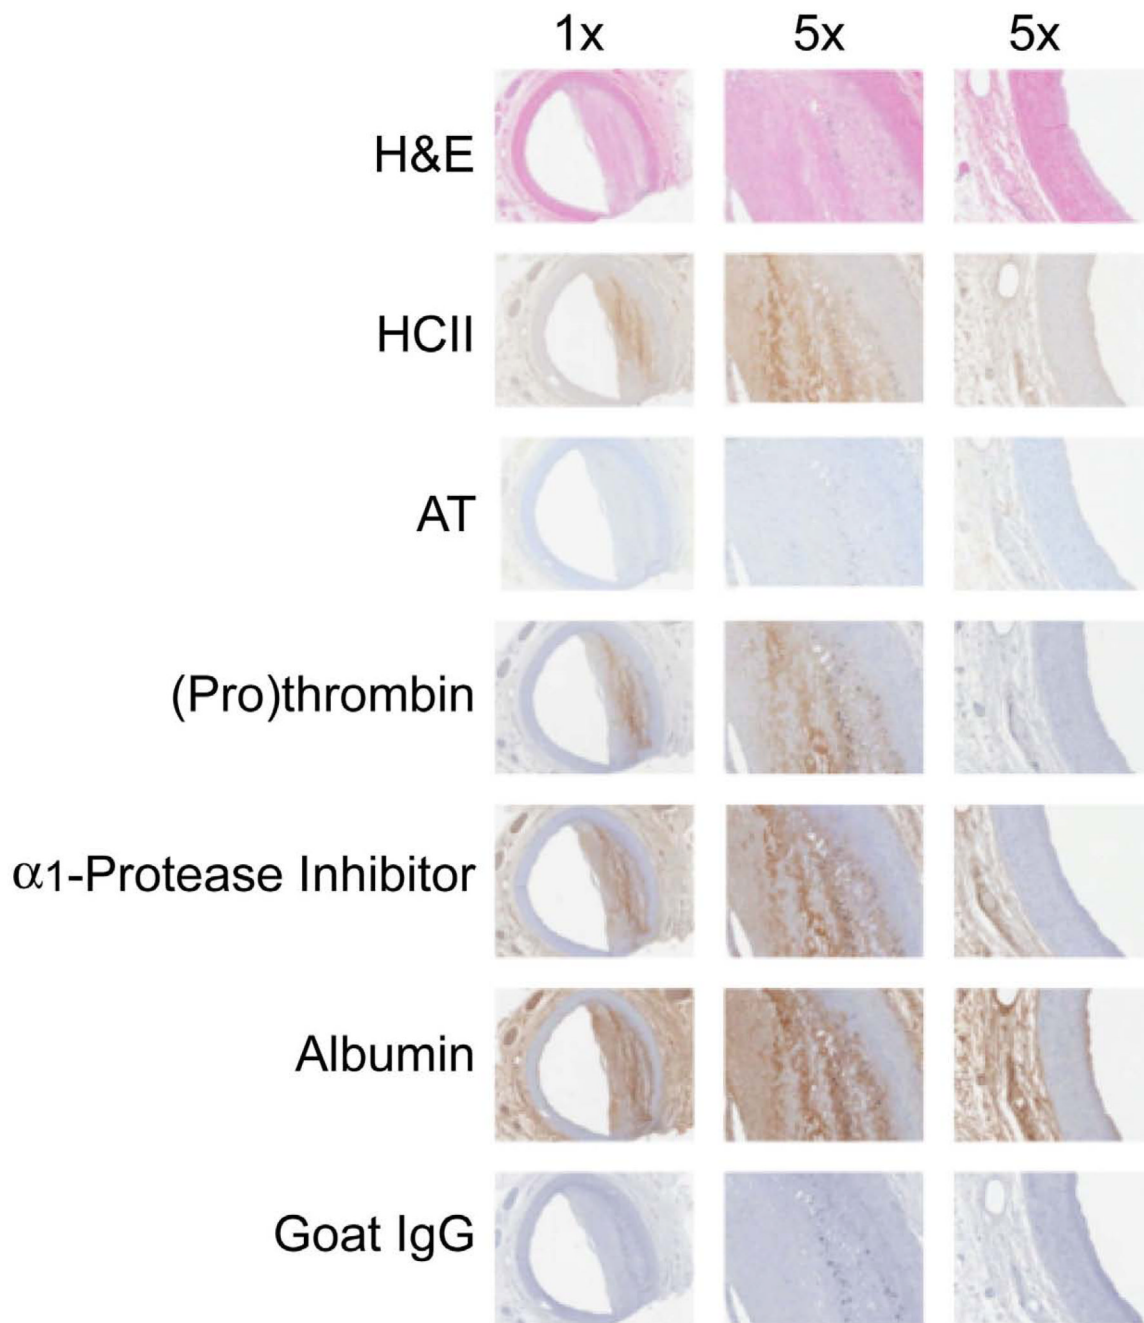 1x 5x 5x
H&E
HCII
AT
(Pro)thrombin
α1-Protease Inhibitor
Albumin
Goat IgG